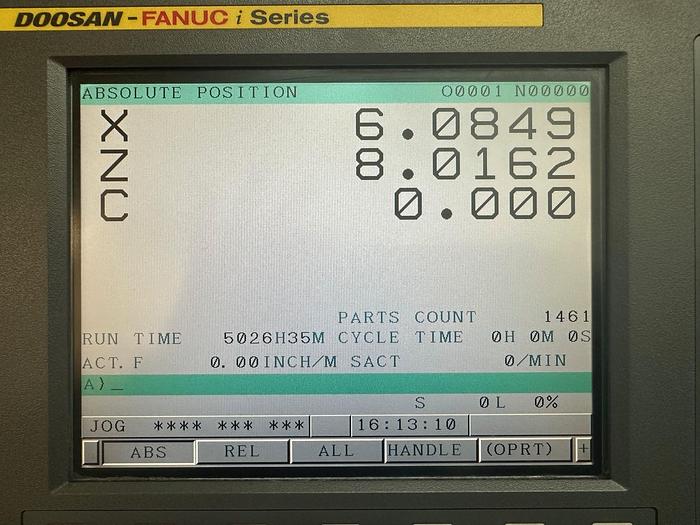 DOOSAN-FANUC i Series
ABSOLUTE POSITION O0001 N00000
X 6.0849
Z 8.0162
C 0.000
PARTS COUNT 1461
RUN TIME 5026H35M CYCLE TIME 0H 0M 0S
ACT.F 0.00INCH/M SACT 0/MIN
A)_
S 0L 0%
JOG **** *** *** 16:13:10
ABS REL ALL HANDLE (OPRT) +